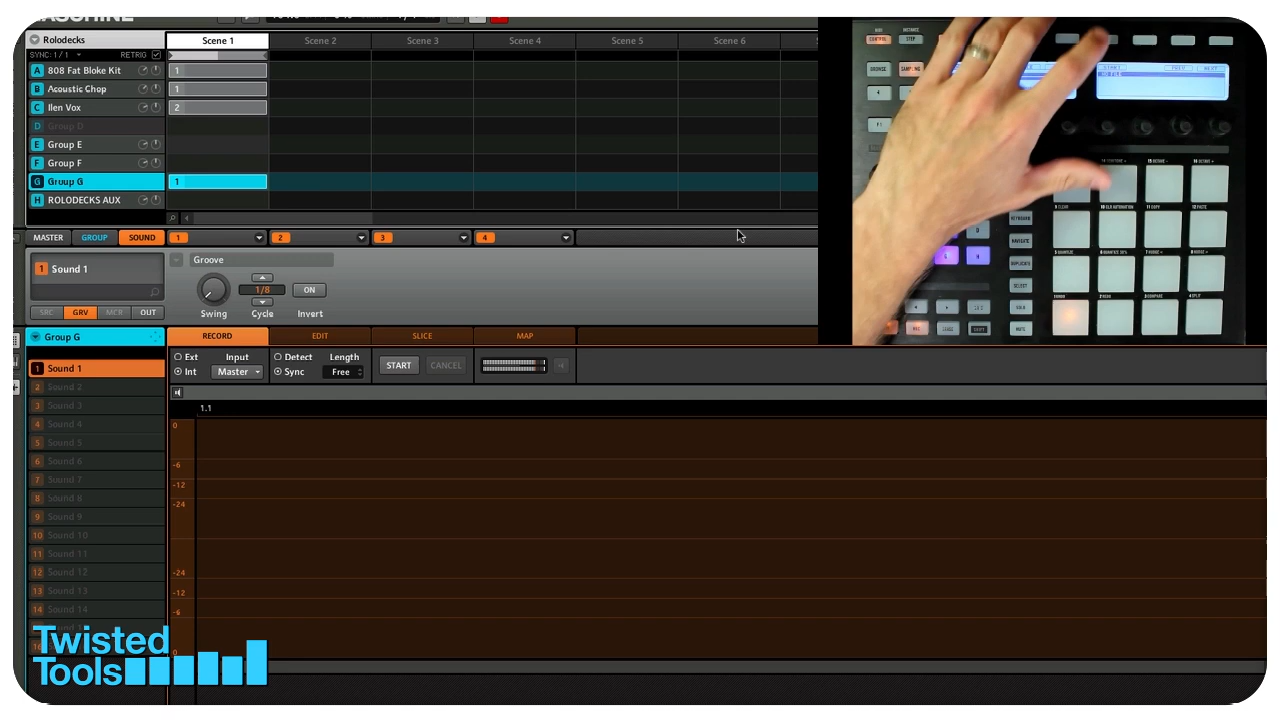 Rolodecks
Scene 1 Scene 2 Scene 3 Scene 4 Scene 5 Scene 6
SYNC: 1/1 RETRIG
A 808 Fat Bloke Kit 1
B Acoustic Chop 1
C Ilen Vox 2
D Group D
E Group E
F Group F
G Group G 1
H ROLODECKS AUX
MASTER GROUP SOUND 1 2 3 4
1 Sound 1
Groove
1/8 ON
Swing Cycle Invert
SRC GRV MCR OUT
Group G RECORD EDIT SLICE MAP
Ext Input Detect Length
Int Master Sync Free
START CANCEL
1 Sound 1
2 Sound 2
3 Sound 3
4 Sound 4
5 Sound 5
6 Sound 6
7 Sound 7
8 Sound 8
9 Sound 9
10 Sound 10
11 Sound 11
12 Sound 12
13 Sound 13
14 Sound 14
1.1
0
-6
-12
-24
-24
-12
-6
0
CONTROL STEP
BROWSE SAMPLING
NAVIGATE
DUPLICATE
SELECT
SOLO
MUTE
Twisted
Tools